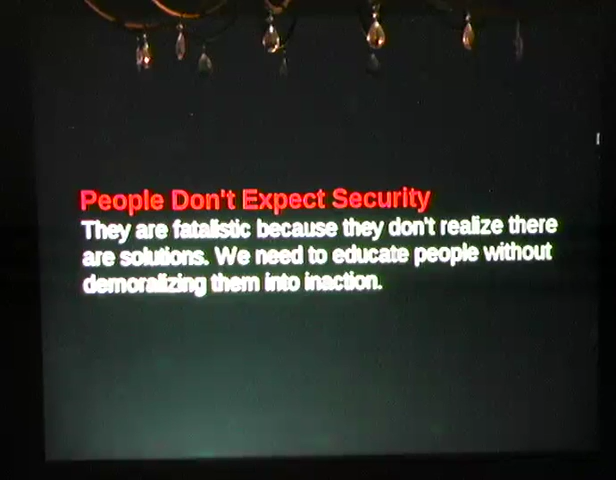 People Don't Expect Security
They are fatalistic because they don't realize there
are solutions. We need to educate people without
demoralizing them into inaction.